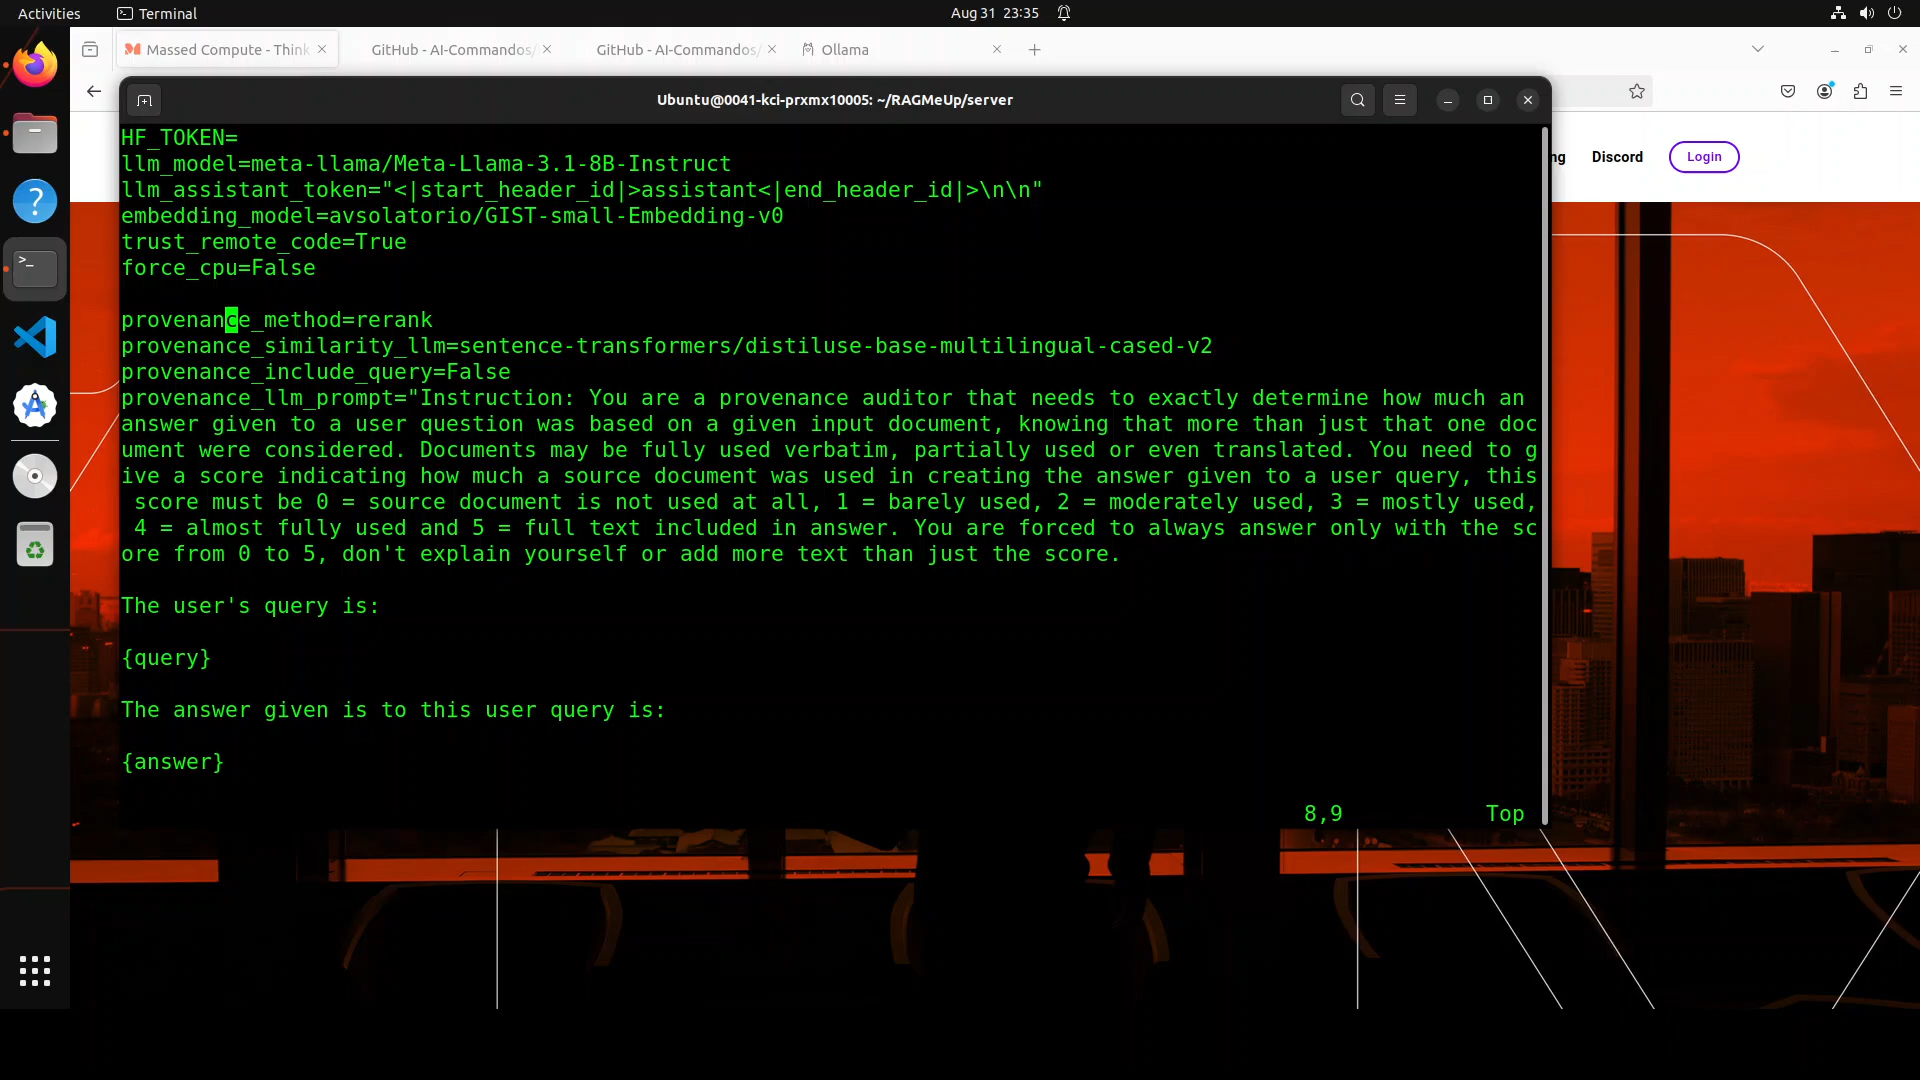 Activities
Terminal
Aug 31 23:35
Massed Compute - Think
GitHub - AI-Commandos/
GitHub - AI-Commandos/
Ollama
Ubuntu@0041-kci-prxmx10005: ~/RAGMeUp/server
ng
Discord
Login
HF_TOKEN=
llm_model=meta-llama/Meta-Llama-3.1-8B-Instruct
llm_assistant_token="<|start_header_id|>assistant<|end_header_id|>\n\n"
embedding_model=avsolatorio/GIST-small-Embedding-v0
trust_remote_code=True
force_cpu=False
provenance_method=rerank
provenance_similarity_llm=sentence-transformers/distiluse-base-multilingual-cased-v2
provenance_include_query=False
provenance_llm_prompt="Instruction: You are a provenance auditor that needs to exactly determine how much an
answer given to a user question was based on a given input document, knowing that more than just that one doc
ument were considered. Documents may be fully used verbatim, partially used or even translated. You need to g
ive a score indicating how much a source document was used in creating the answer given to a user query, this
score must be 0 = source document is not used at all, 1 = barely used, 2 = moderately used, 3 = mostly used,
4 = almost fully used and 5 = full text included in answer. You are forced to always answer only with the sc
ore from 0 to 5, don't explain yourself or add more text than just the score.
The user's query is:
{query}
The answer given is to this user query is:
{answer}
8,9
Top